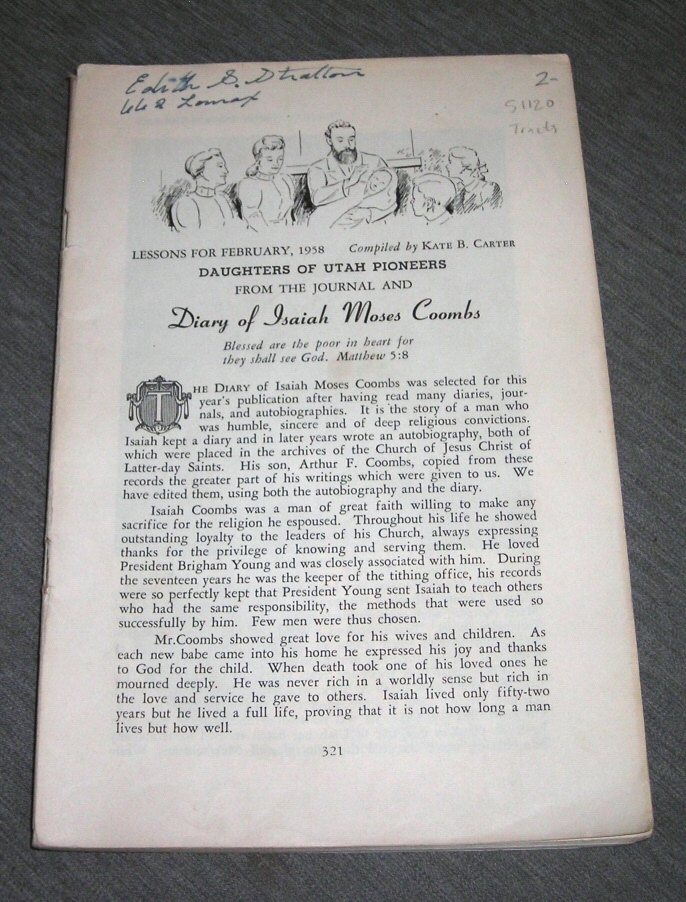 Edith S. Stratton
2-
S1120
Tracts
LESSONS FOR FEBRUARY, 1958 Compiled by KATE B. CARTER
DAUGHTERS OF UTAH PIONEERS
FROM THE JOURNAL AND
Diary of Isaiah Moses Coombs
Blessed are the poor in heart for
they shall see God. Matthew 5:8
THE DIARY of Isaiah Moses Coombs was selected for this
year's publication after having read many diaries, jour-
nals, and autobiographies. It is the story of a man who
was humble, sincere and of deep religious convictions.
Isaiah kept a diary and in later years wrote an autobiography, both of
which were placed in the archives of the Church of Jesus Christ of
Latter-day Saints. His son, Arthur F. Coombs, copied from these
records the greater part of his writings which were given to us. We
have edited them, using both the autobiography and the diary.
Isaiah Coombs was a man of great faith willing to make any
sacrifice for the religion he espoused. Throughout his life he showed
outstanding loyalty to the leaders of his Church, always expressing
thanks for the privilege of knowing and serving them. He loved
President Brigham Young and was closely associated with him. During
the seventeen years he was the keeper of the tithing office, his records
were so perfectly kept that President Young sent Isaiah to teach others
who had the same responsibility, the methods that were used so
successfully by him. Few men were thus chosen.
Mr.Coombs showed great love for his wives and children. As
each new babe came into his home he expressed his joy and thanks
to God for the child. When death took one of his loved ones he
mourned deeply. He was never rich in a worldly sense but rich in
the love and service he gave to others. Isaiah lived only fifty-two
years but he lived a full life, proving that it is not how long a man
lives but how well.
321